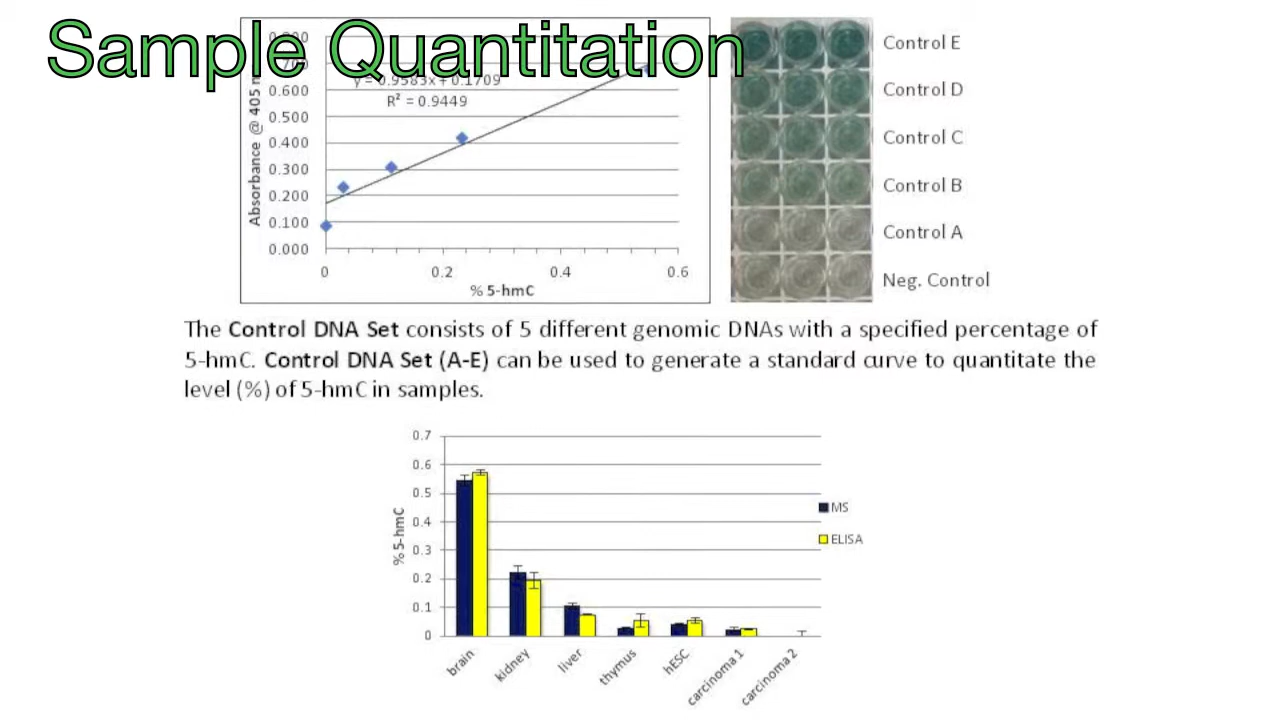 Sample Quantitation
0.600
0.500
0.400
0.300
0.200
0.100
0.000
Absorbance @ 405
y = 0.9583x + 0.1709
R² = 0.9449
0 0.2 0.4 0.6
% 5-hmC
Control E
Control D
Control C
Control B
Control A
Neg. Control
The Control DNA Set consists of 5 different genomic DNAs with a specified percentage of
5-hmC. Control DNA Set (A-E) can be used to generate a standard curve to quantitate the
level (%) of 5-hmC in samples.
0.7
0.6
0.5
0.4
0.3
0.2
0.1
0
% 5-hmC
MS
ELISA
brain kidney liver thymus hESC carcinoma 1 carcinoma 2